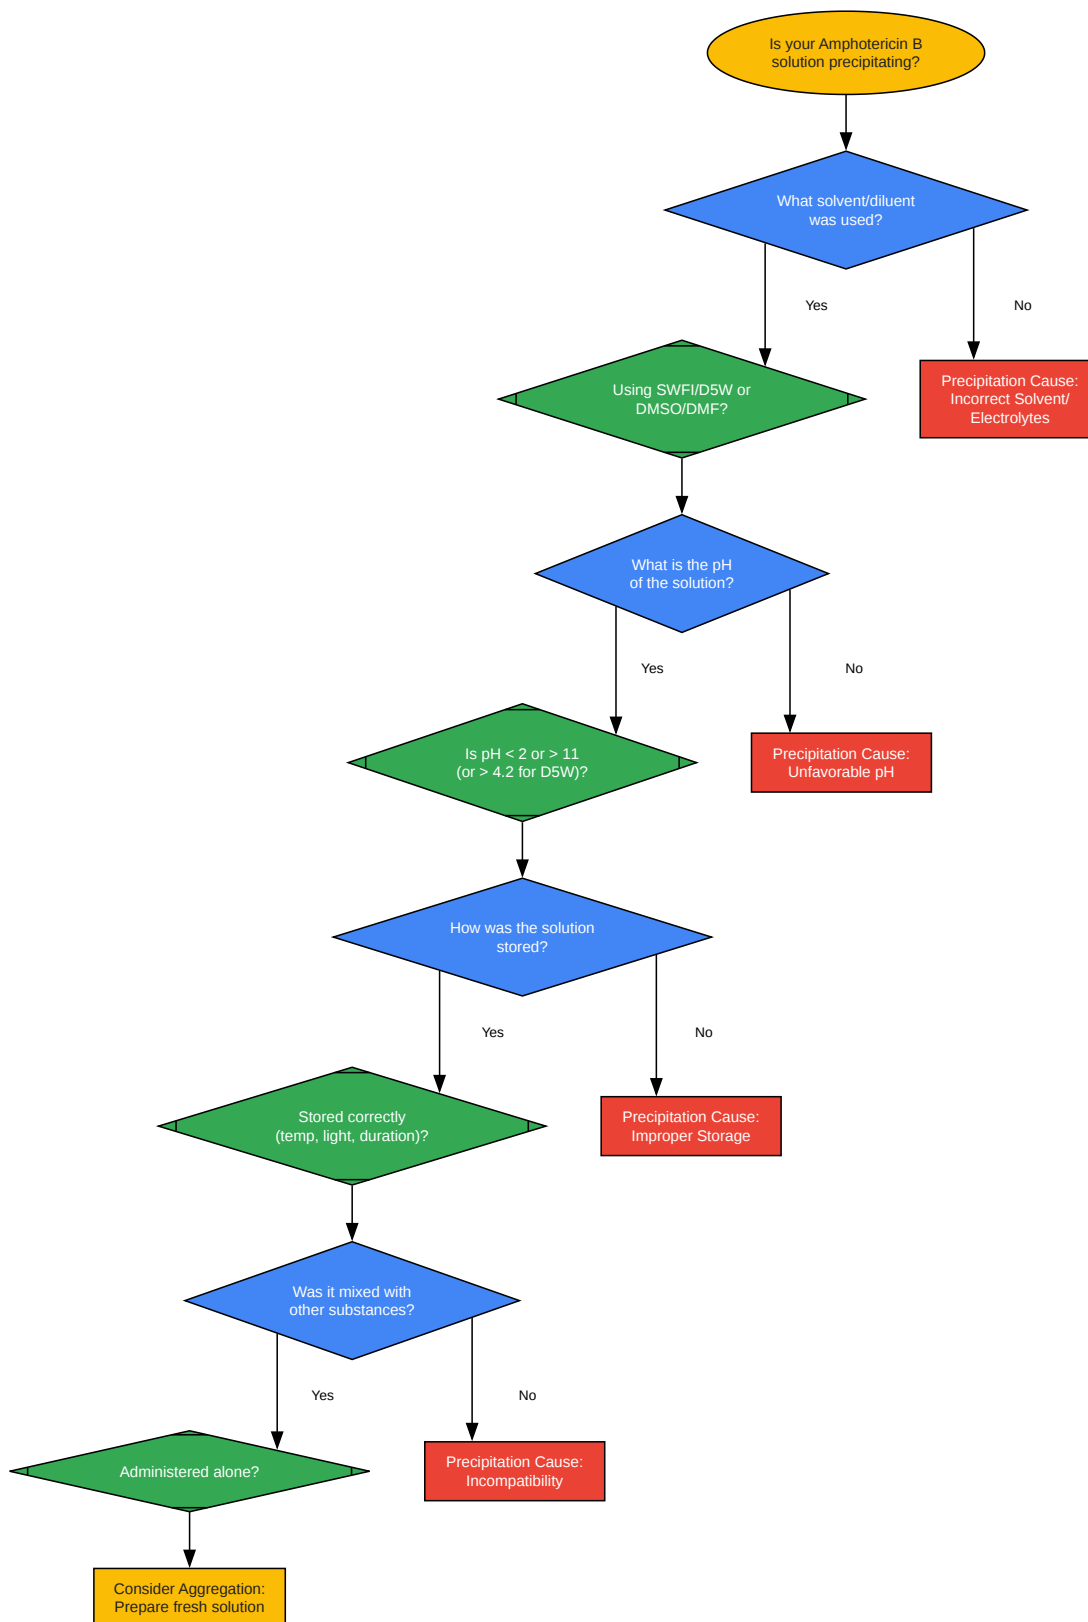 Is your Amphotericin B
solution precipitating?
What solvent/diluent
was used?
Yes
No
Using SWFI/D5W or
DMSO/DMF?
Precipitation Cause:
Incorrect Solvent/
Electrolytes
What is the pH
of the solution?
Yes
No
Is pH < 2 or > 11
(or > 4.2 for D5W)?
Precipitation Cause:
Unfavorable pH
How was the solution
stored?
Yes
No
Stored correctly
(temp, light, duration)?
Precipitation Cause:
Improper Storage
Was it mixed with
other substances?
Yes
No
Administered alone?
Precipitation Cause:
Incompatibility
Consider Aggregation:
Prepare fresh solution